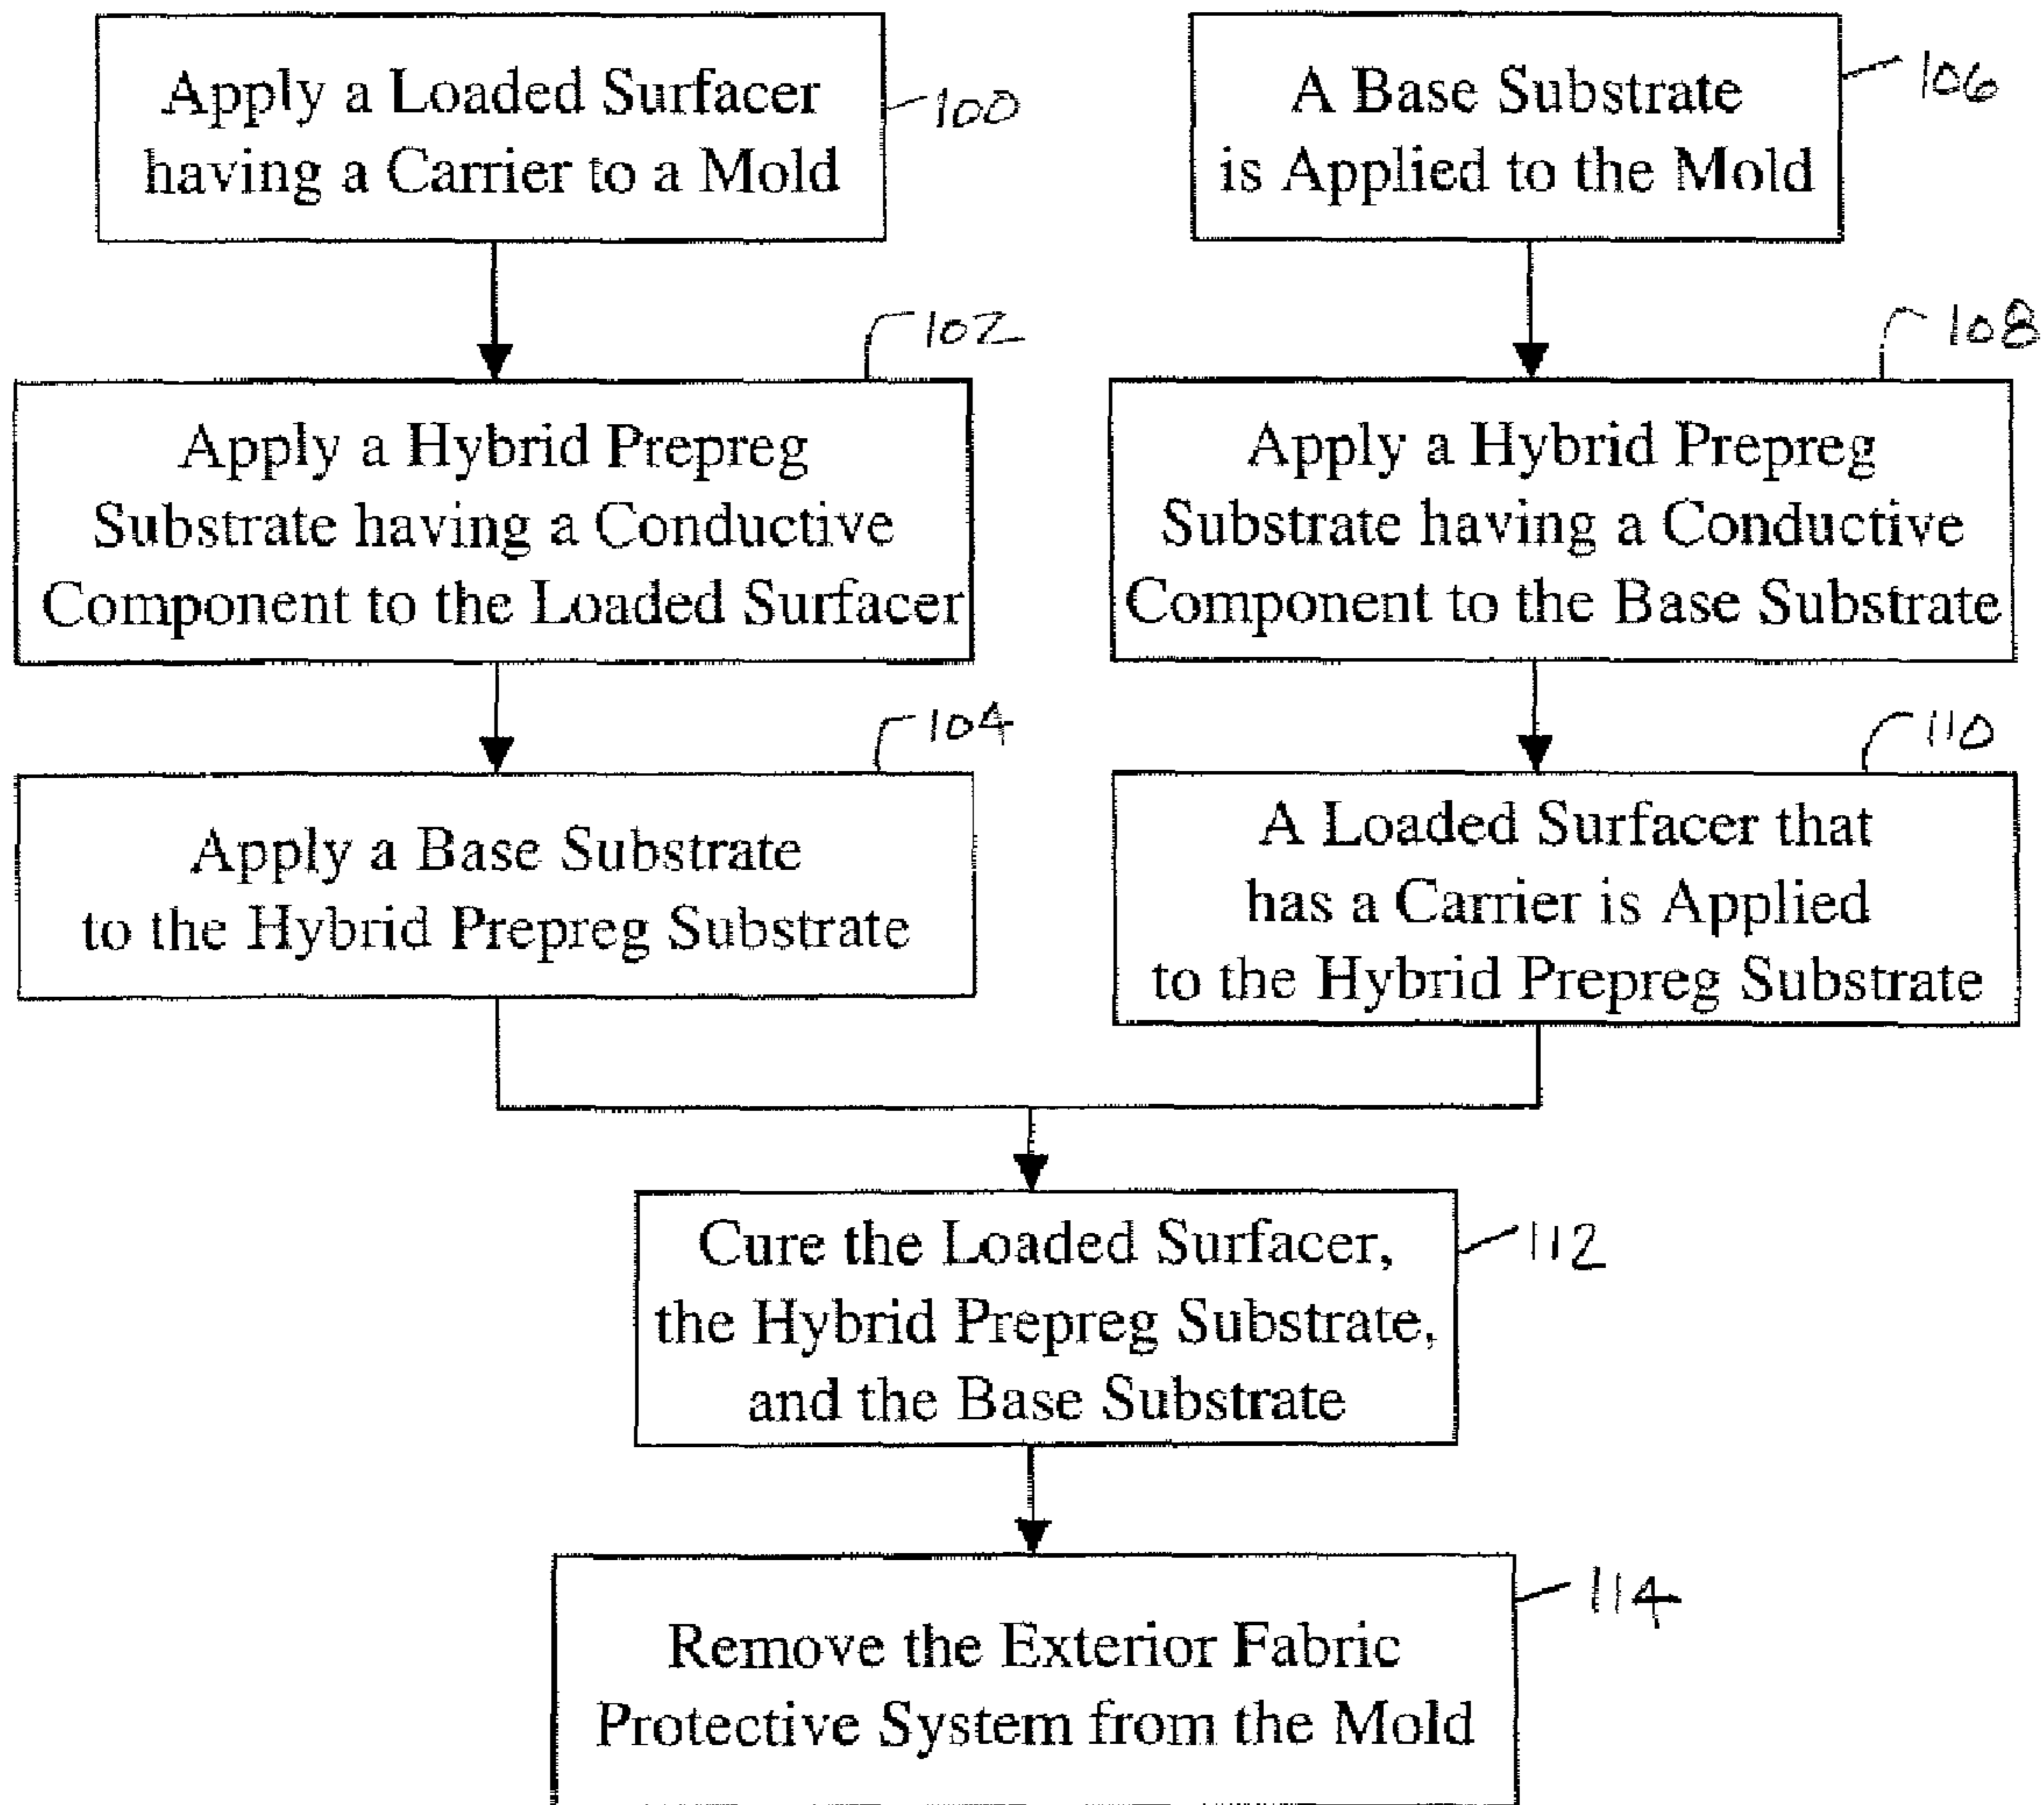 Apply a Loaded Surfacer
having a Carrier to a Mold
100
Apply a Hybrid Prepreg
Substrate having a Conductive
Component to the Loaded Surfacer
102
Apply a Base Substrate
to the Hybrid Prepreg Substrate
104
A Base Substrate
is Applied to the Mold
106
Apply a Hybrid Prepreg
Substrate having a Conductive
Component to the Base Substrate
108
A Loaded Surfacer that
has a Carrier is Applied
to the Hybrid Prepreg Substrate
110
Cure the Loaded Surfacer,
the Hybrid Prepreg Substrate,
and the Base Substrate
112
Remove the Exterior Fabric
Protective System from the Mold
114